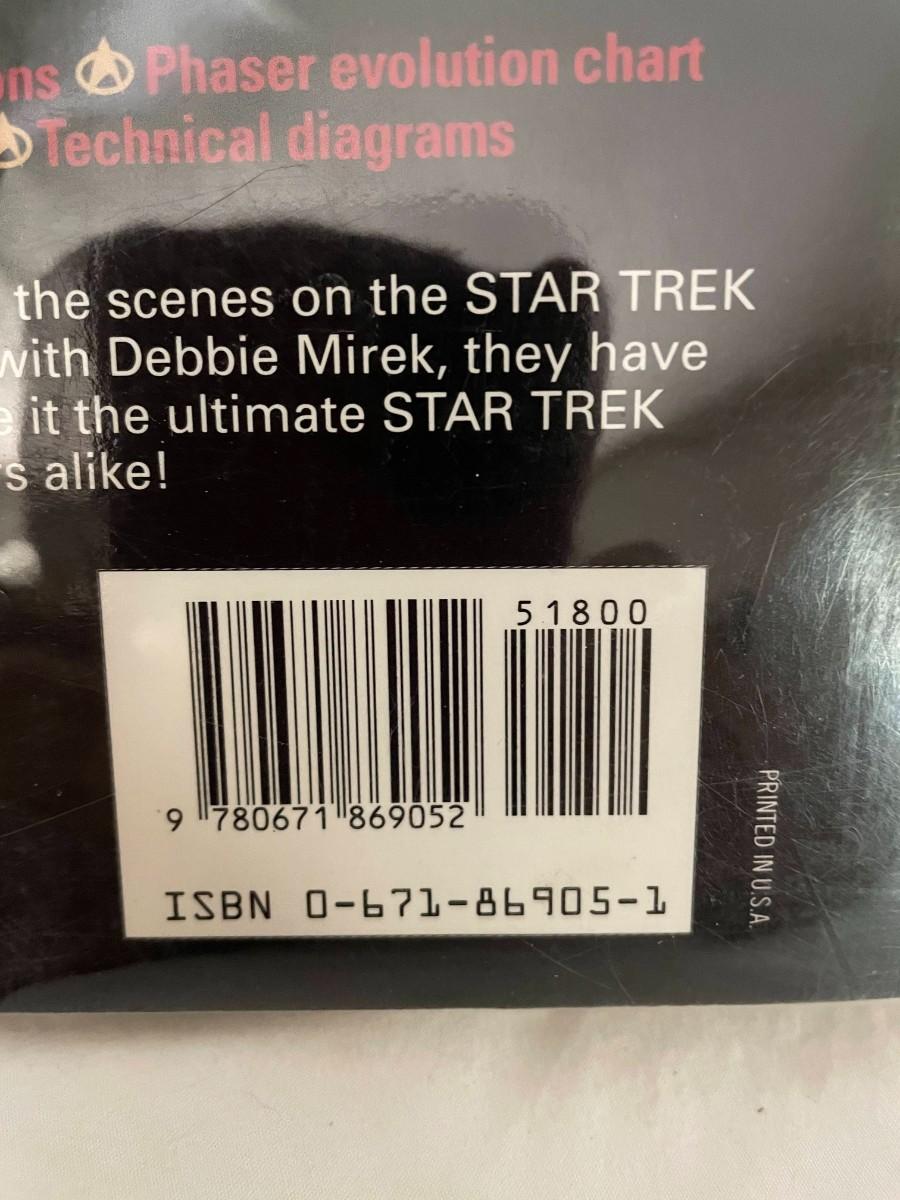 ons Phaser evolution chart
Technical diagrams
the scenes on the STAR TREK
with Debbie Mirek, they have
e it the ultimate STAR TREK
rs alike!
51800
9 780671 869052
ISBN 0-671-86905-1
PRINTED IN U.S.A.